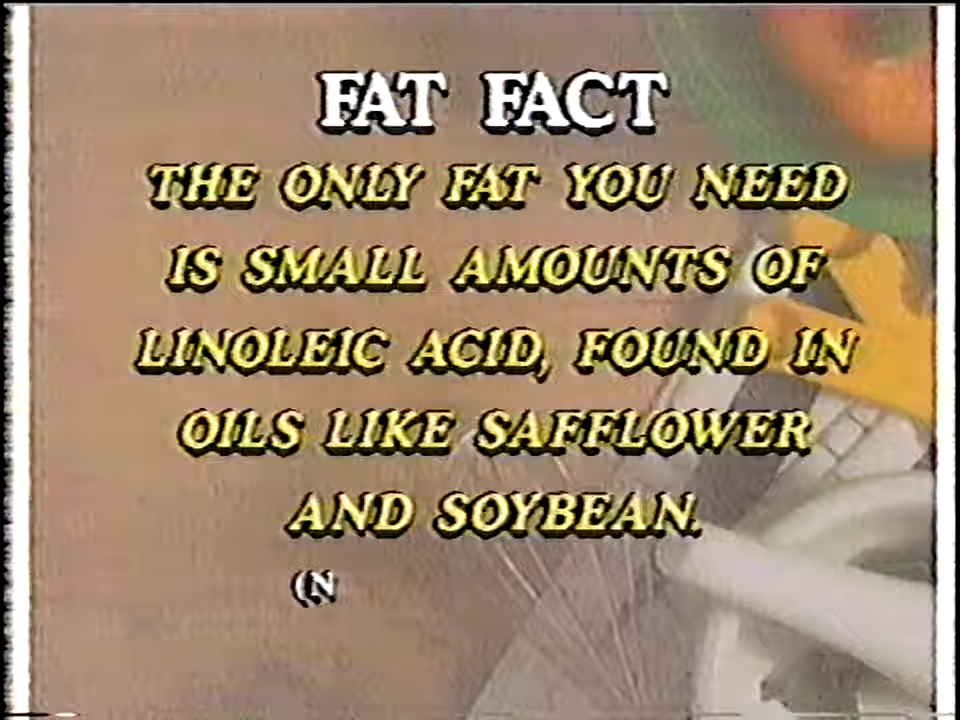 FAT FACT
THE ONLY FAT YOU NEED
IS SMALL AMOUNTS OF
LINOLEIC ACID, FOUND IN
OILS LIKE SAFFLOWER
AND SOYBEAN.
(N